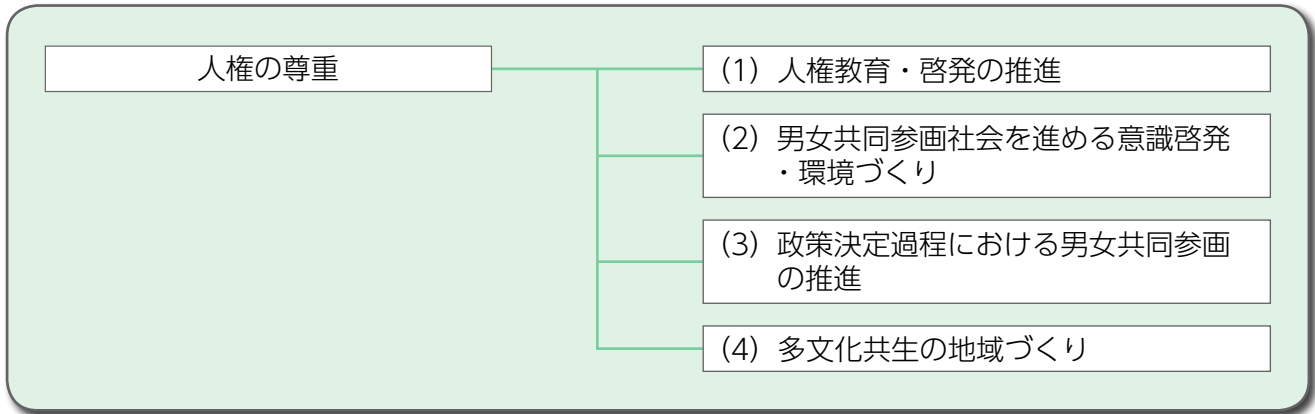 人権の尊重
(1) 人権教育・啓発の推進
(2) 男女共同参画社会を進める意識啓発
・環境づくり
(3) 政策決定過程における男女共同参画
の推進
(4) 多文化共生の地域づくり